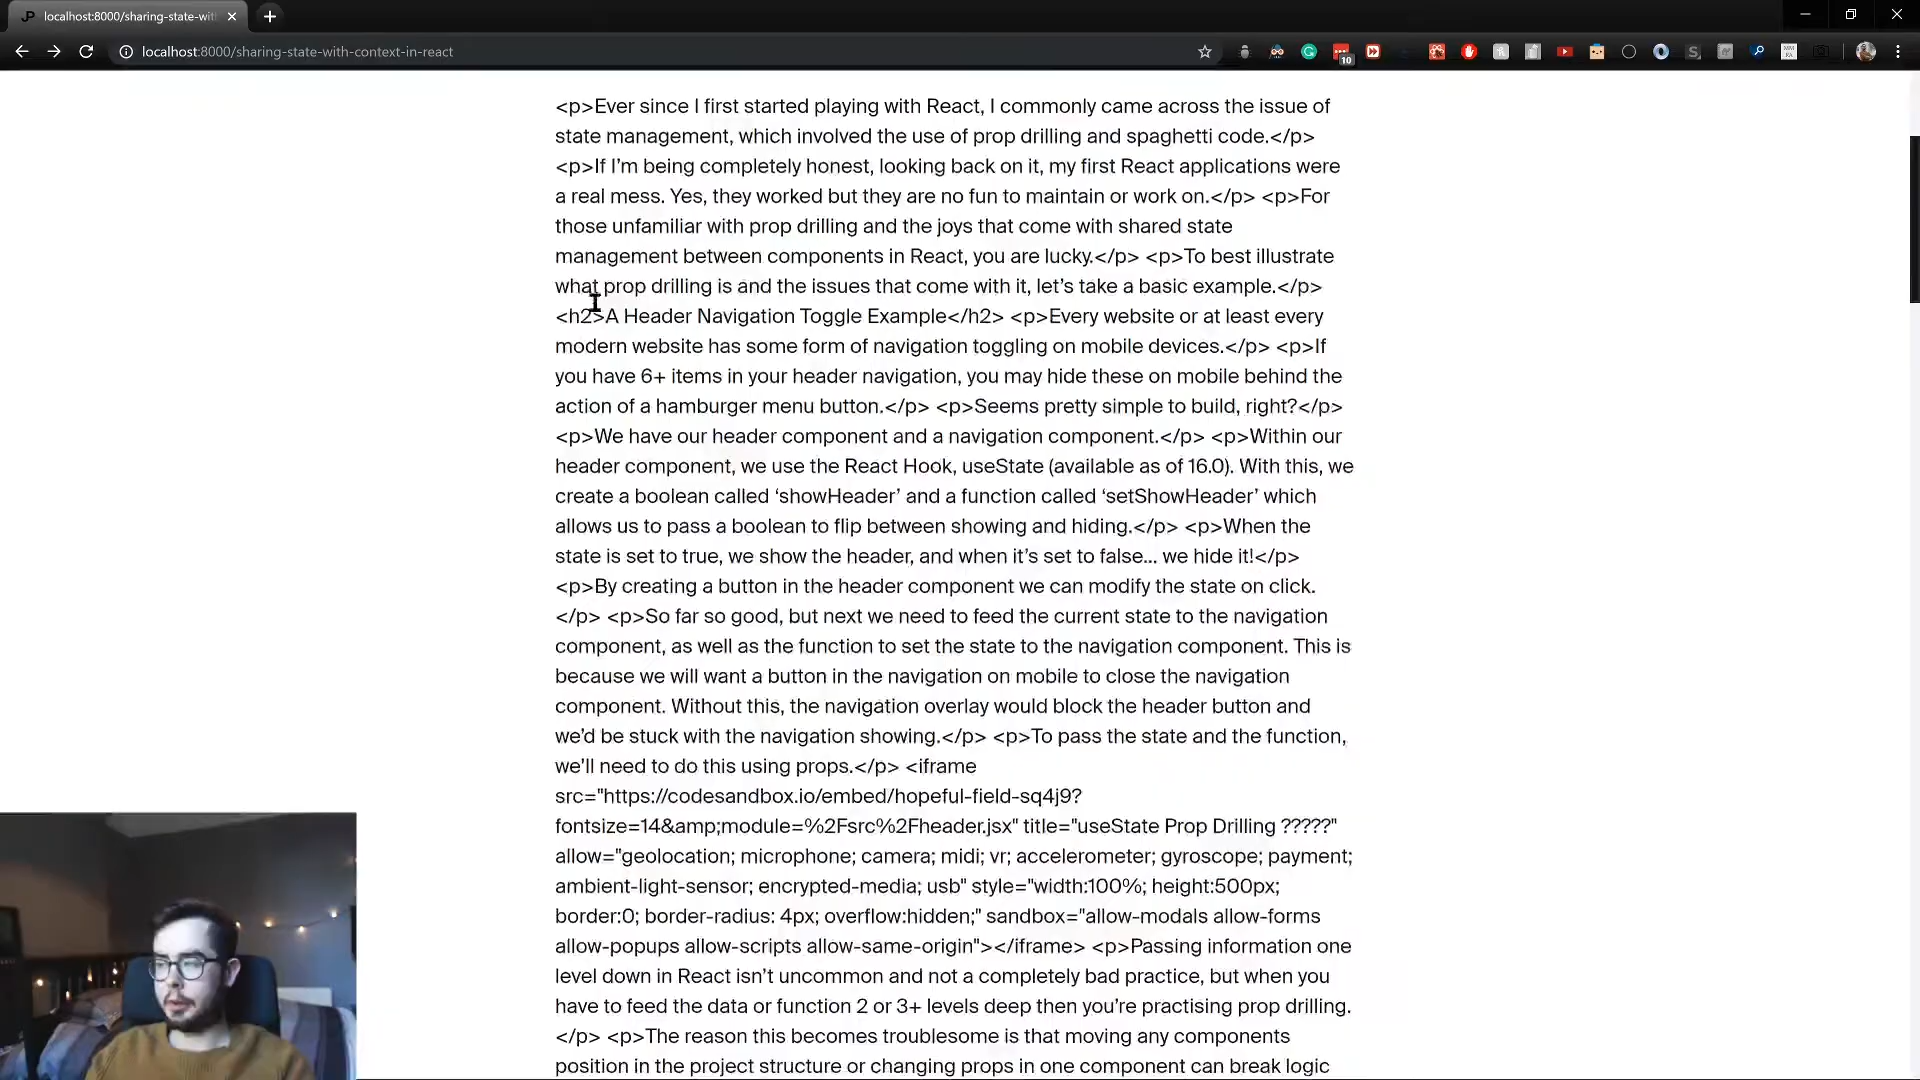 localhost:8000/sharing-state-wit
localhost:8000/sharing-state-with-context-in-react
10
<p>Ever since I first started playing with React, I commonly came across the issue of
state management, which involved the use of prop drilling and spaghetti code.</p>
<p>If I’m being completely honest, looking back on it, my first React applications were
a real mess. Yes, they worked but they are no fun to maintain or work on.</p> <p>For
those unfamiliar with prop drilling and the joys that come with shared state
management between components in React, you are lucky.</p> <p>To best illustrate
what prop drilling is and the issues that come with it, let’s take a basic example.</p>
<h2>A Header Navigation Toggle Example</h2> <p>Every website or at least every
modern website has some form of navigation toggling on mobile devices.</p> <p>If
you have 6+ items in your header navigation, you may hide these on mobile behind the
action of a hamburger menu button.</p> <p>Seems pretty simple to build, right?</p>
<p>We have our header component and a navigation component.</p> <p>Within our
header component, we use the React Hook, useState (available as of 16.0). With this, we
create a boolean called ‘showHeader’ and a function called ‘setShowHeader’ which
allows us to pass a boolean to flip between showing and hiding.</p> <p>When the
state is set to true, we show the header, and when it’s set to false... we hide it!</p>
<p>By creating a button in the header component we can modify the state on click.
</p> <p>So far so good, but next we need to feed the current state to the navigation
component, as well as the function to set the state to the navigation component. This is
because we will want a button in the navigation on mobile to close the navigation
component. Without this, the navigation overlay would block the header button and
we’d be stuck with the navigation showing.</p> <p>To pass the state and the function,
we’ll need to do this using props.</p> <iframe
src="https://codesandbox.io/embed/hopeful-field-sq4j9?
fontsize=14&amp;module=%2Fsrc%2Fheader.jsx" title="useState Prop Drilling ?????"
allow="geolocation; microphone; camera; midi; vr; accelerometer; gyroscope; payment;
ambient-light-sensor; encrypted-media; usb" style="width:100%; height:500px;
border:0; border-radius: 4px; overflow:hidden;" sandbox="allow-modals allow-forms
allow-popups allow-scripts allow-same-origin"></iframe> <p>Passing information one
level down in React isn’t uncommon and not a completely bad practice, but when you
have to feed the data or function 2 or 3+ levels deep then you’re practising prop drilling.
</p> <p>The reason this becomes troublesome is that moving any components
position in the project structure or changing props in one component can break logic